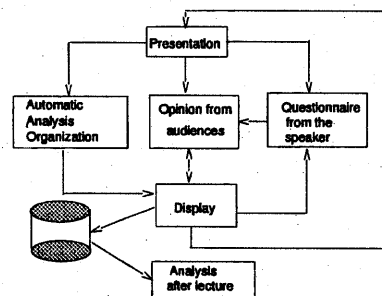 Presentation
Automatic
Analysis
Organization
Opinion from
audiences
Questionnaire
from the
speaker
Display
Analysis
after lecture